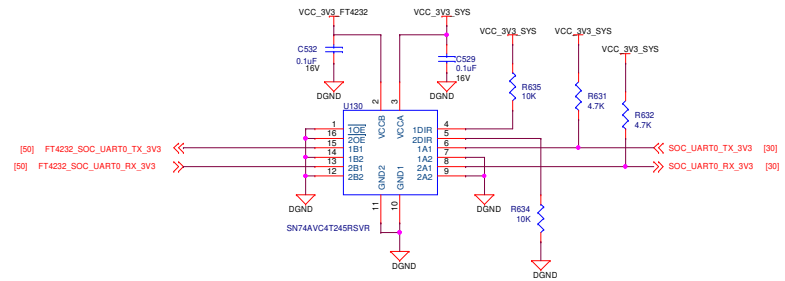 VCC_3V3_FT4232
VCC_3V3_SYS
VCC_3V3_SYS
VCC_3V3_SYS
VCC_3V3_SYS
C532
0.1uF
16V
DGND
C529
0.1uF
16V
DGND
R635
10K
R631
4.7K
R632
4.7K
U130
2
3
VCCB
VCCA
1 1OE 1DIR 4
16 2OE 2DIR 5
15 1B1 1A1 6
14 1B2 1A2 7
13 2B1 2A1 8
12 2B2 2A2 9
GND2
GND1
11
10
[50] FT4232_SOC_UART0_TX_3V3
[50] FT4232_SOC_UART0_RX_3V3
SOC_UART0_TX_3V3 [30]
SOC_UART0_RX_3V3 [30]
DGND
DGND
R634
10K
SN74AVC4T245RSVR
DGND
DGND